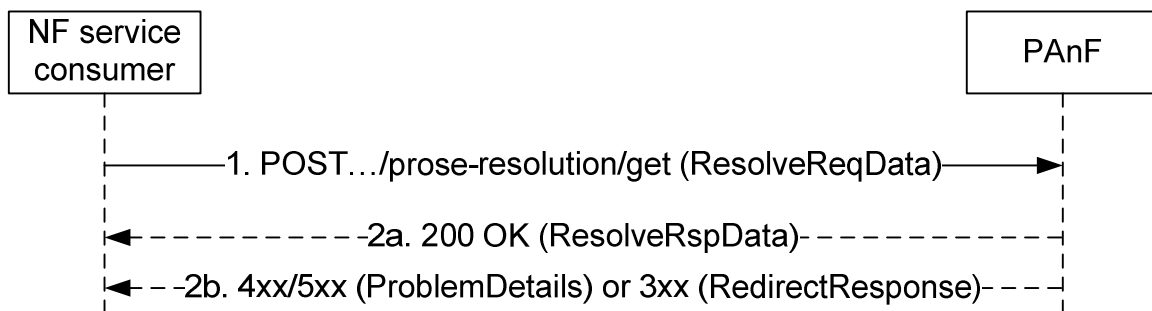 NF service
consumer
PAnF
1. POST…/prose-resolution/get (ResolveReqData)
2a. 200 OK (ResolveRspData)
2b. 4xx/5xx (ProblemDetails) or 3xx (RedirectResponse)